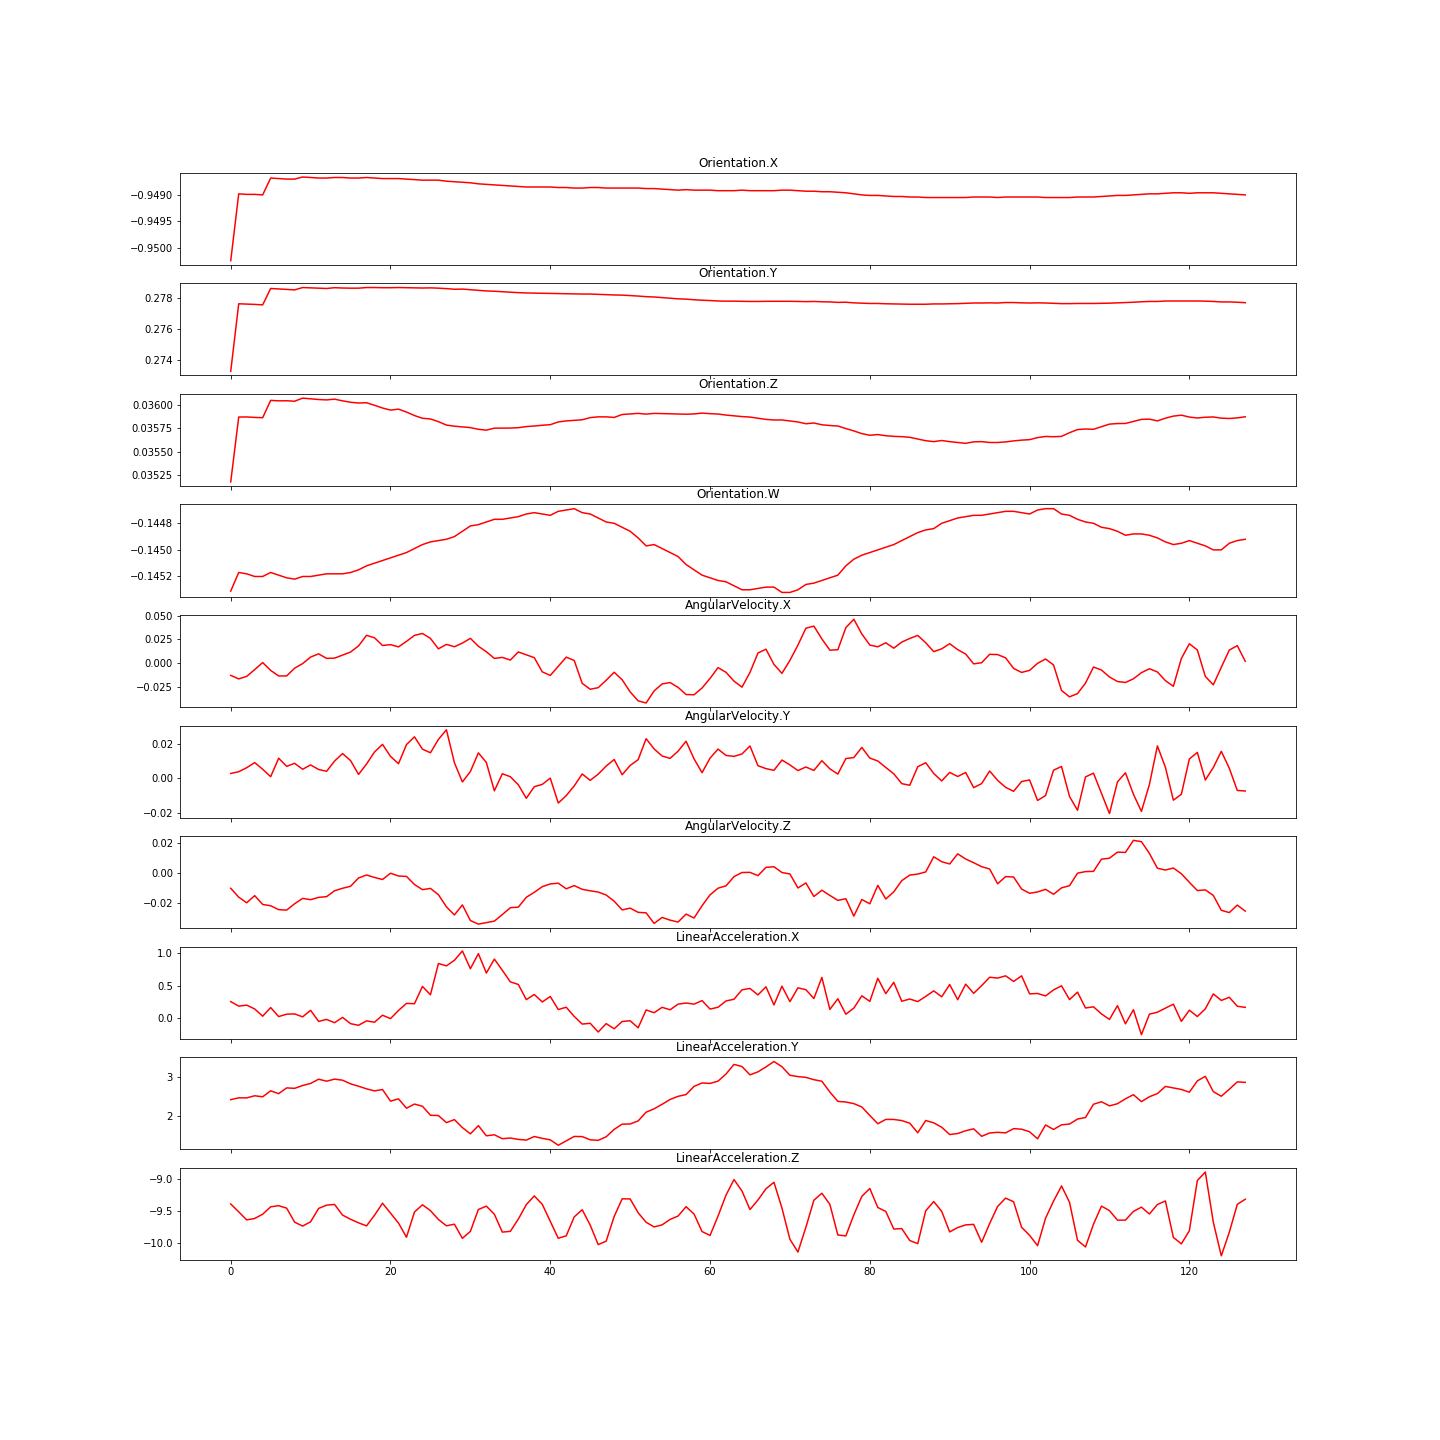 Orientation.X
−0.9490
−0.9495
−0.9500
Orientation.Y
0.278
0.276
0.274
Orientation.Z
0.03600
0.03575
0.03550
0.03525
Orientation.W
−0.1448
−0.1450
−0.1452
AngularVelocity.X
0.050
0.025
0.000
−0.025
AngularVelocity.Y
0.02
0.00
−0.02
AngularVelocity.Z
0.02
0.00
−0.02
LinearAcceleration.X
1.0
0.5
0.0
LinearAcceleration.Y
3
2
LinearAcceleration.Z
−9.0
−9.5
−10.0
0 20 40 60 80 100 120